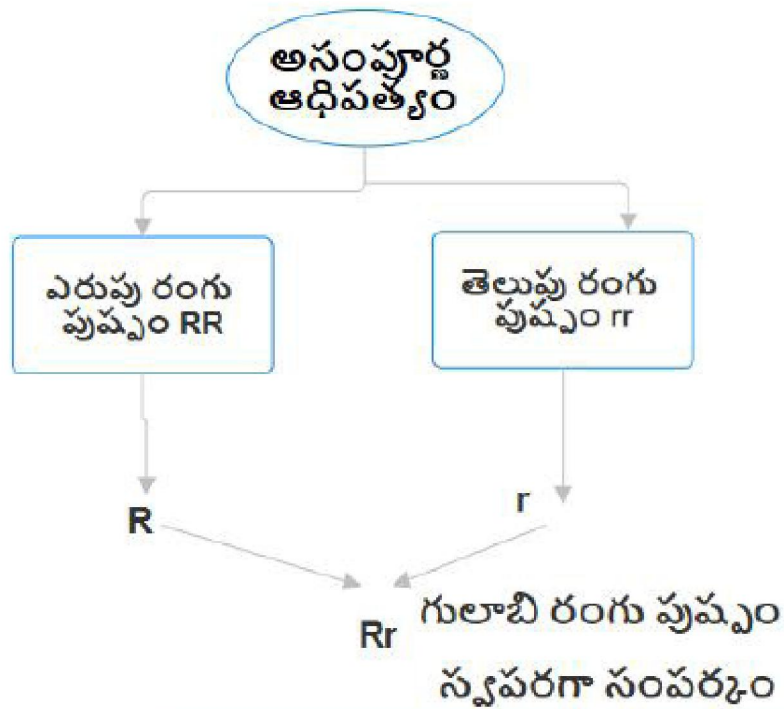 అసంపూర్ణ
ఆధిపత్యం
ఎరుపు రంగు
పుష్పం RR
తెలుపు రంగు
పుష్పం rr
R
r
Rr
గులాబి రంగు పుష్పం
స్వపరగా సంపర్కం